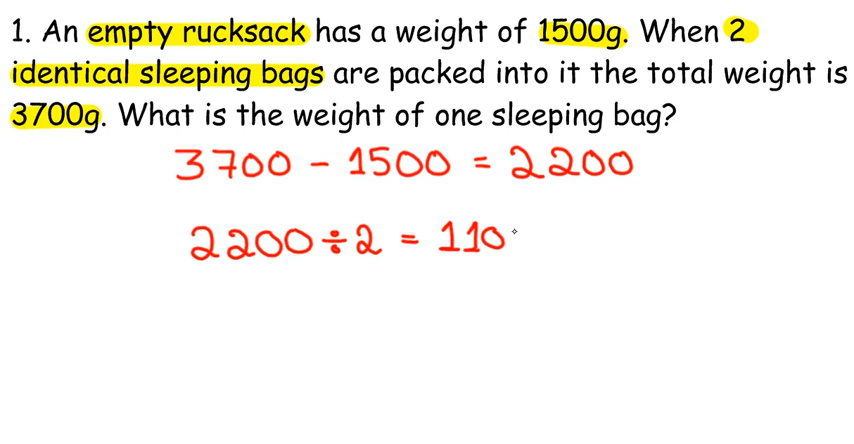 1. An empty rucksack has a weight of 1500g. When 2
identical sleeping bags are packed into it the total weight is
3700g. What is the weight of one sleeping bag?
3700 - 1500 = 2200
2200 ÷ 2 = 110